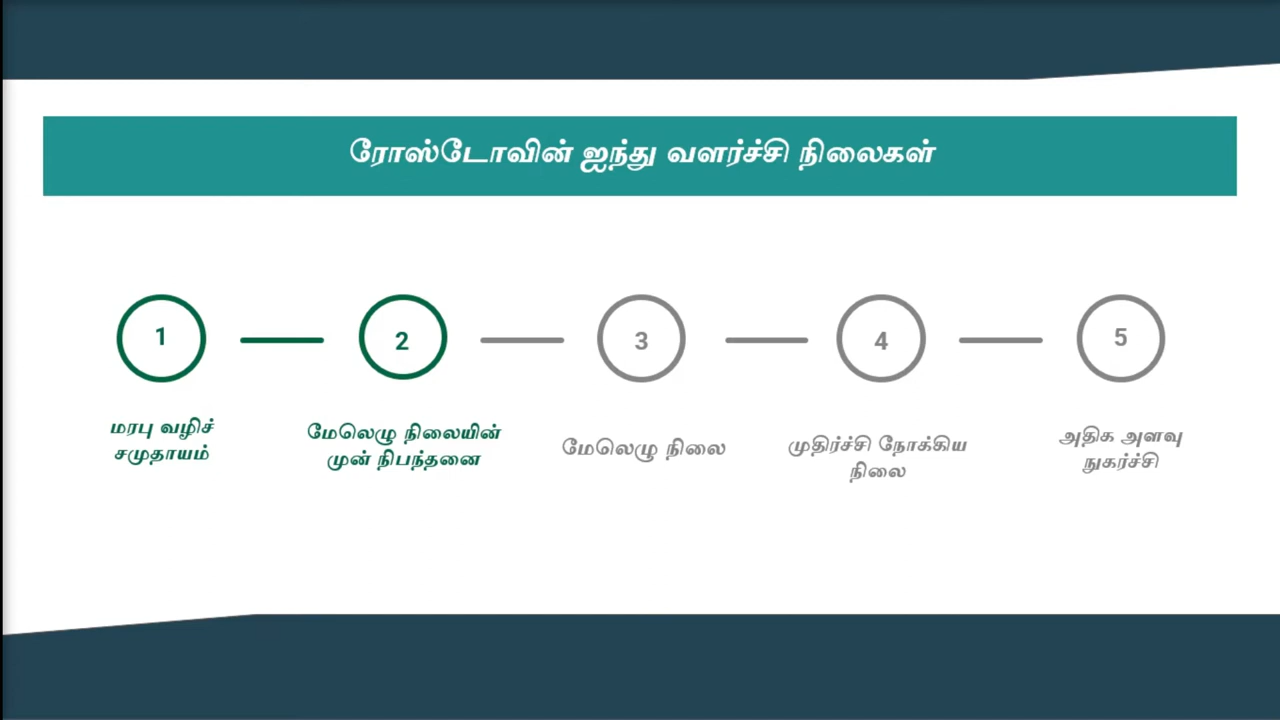 ரோஸ்டோவின் ஐந்து வளர்ச்சி நிலைகள்
1
2
3
4
5
மரபு வழிச்
சமுதாயம்
மேலெழு நிலையின்
முன் நிபந்தனை
மேலெழு நிலை
முதிர்ச்சி நோக்கிய
நிலை
அதிக அளவு
நுகர்ச்சி